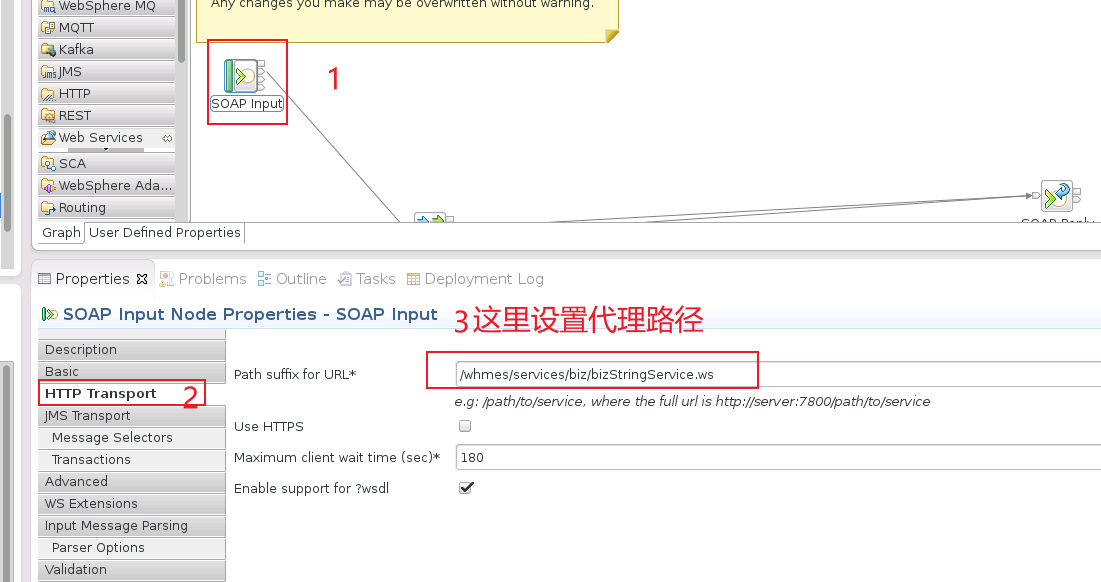 Any changes you make may be overwritten without warning.
WebSphere MQ
MQTT
Kafka
JMS
HTTP
REST
Web Services
SCA
WebSphere Ada...
Routing
SOAP Input
1
Graph
User Defined Properties
Properties
Problems
Outline
Tasks
Deployment Log
SOAP Input Node Properties - SOAP Input
3这里设置代理路径
Description
Basic
HTTP Transport
2
JMS Transport
Message Selectors
Transactions
Advanced
WS Extensions
Input Message Parsing
Parser Options
Validation
Path suffix for URL*
/whmes/services/biz/bizStringService.ws
e.g: /path/to/service, where the full url is http://server:7800/path/to/service
Use HTTPS
Maximum client wait time (sec)*
180
Enable support for ?wsdl